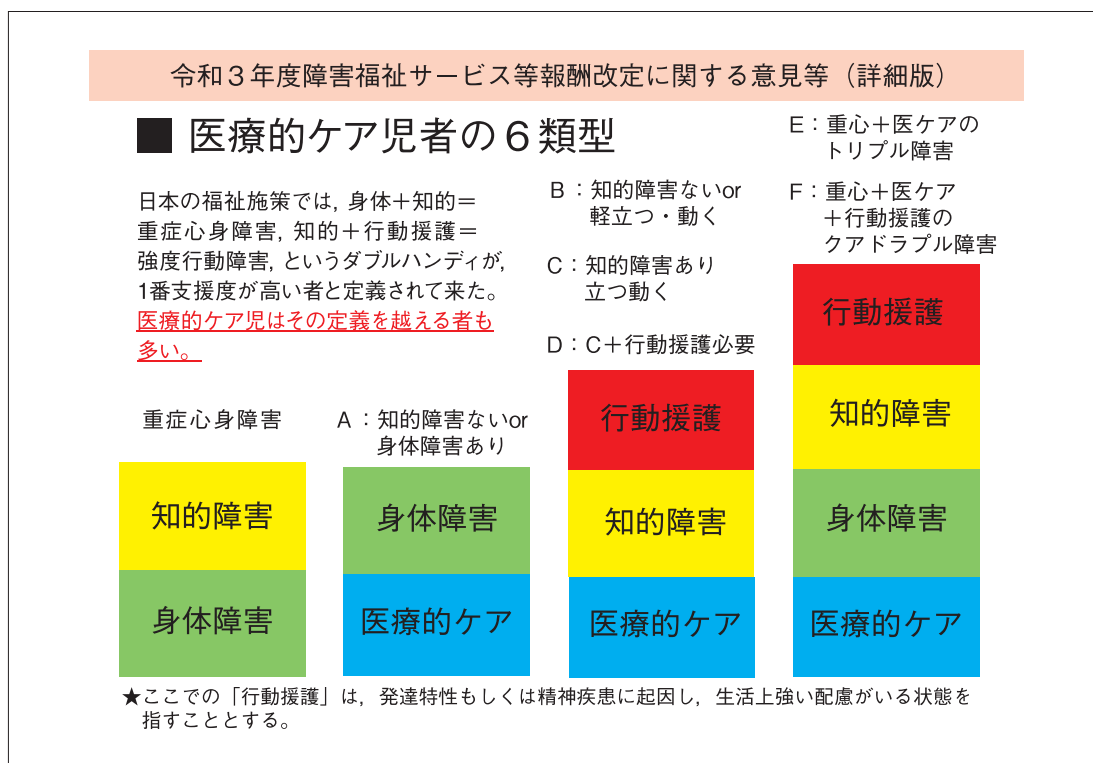 令和３年度障害福祉サービス等報酬改定に関する意見等（詳細版）
■ 医療的ケア児者の６類型
日本の福祉施策では，身体＋知的＝
重症心身障害，知的＋行動援護＝
強度行動障害，というダブルハンディが，
1番支援度が高い者と定義されて来た。
医療的ケア児はその定義を越える者も
多い。
重症心身障害
知的障害
身体障害
A：知的障害ないor
身体障害あり
身体障害
医療的ケア
B：知的障害ないor
軽立つ・動く
C：知的障害あり
立つ動く
D：C＋行動援護必要
行動援護
知的障害
医療的ケア
E：重心＋医ケアの
トリプル障害
F：重心＋医ケア
＋行動援護の
クアドラプル障害
行動援護
知的障害
身体障害
医療的ケア
★ここでの「行動援護」は，発達特性もしくは精神疾患に起因し，生活上強い配慮がいる状態を
指すこととする。